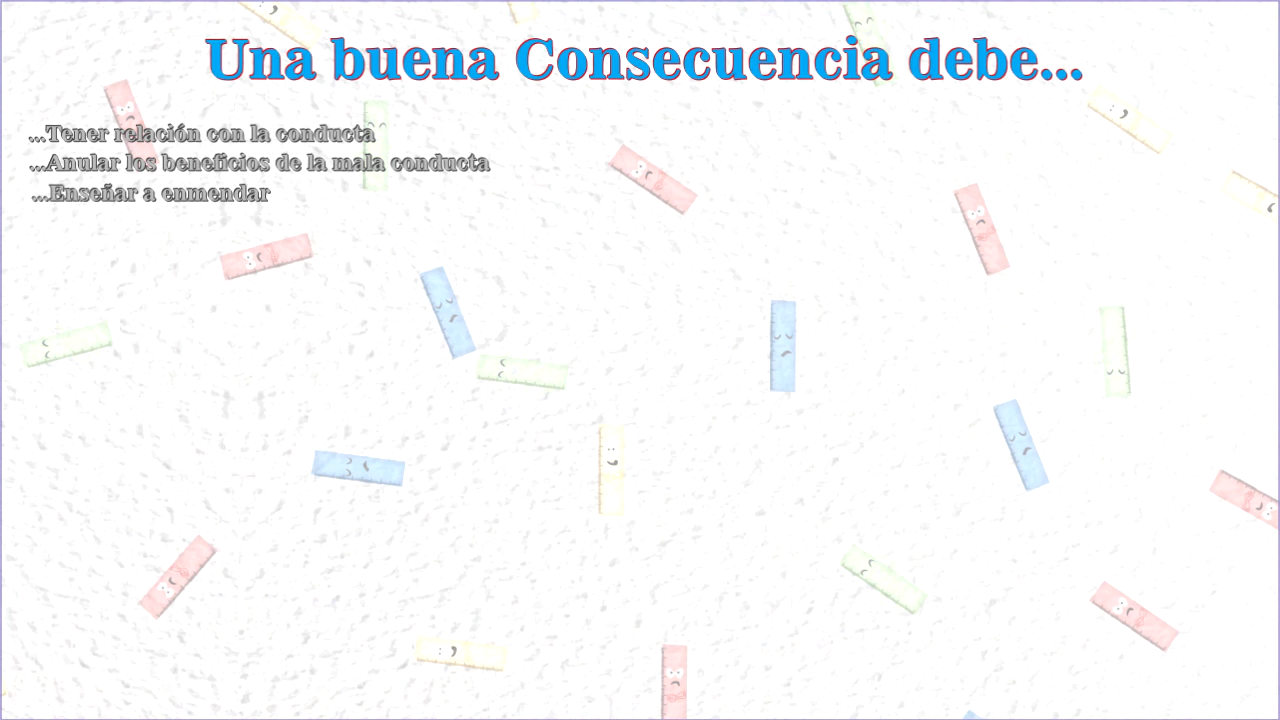 Una buena Consecuencia debe...
...Tener relación con la conducta
...Anular los beneficios de la mala conducta
...Enseñar a enmendar